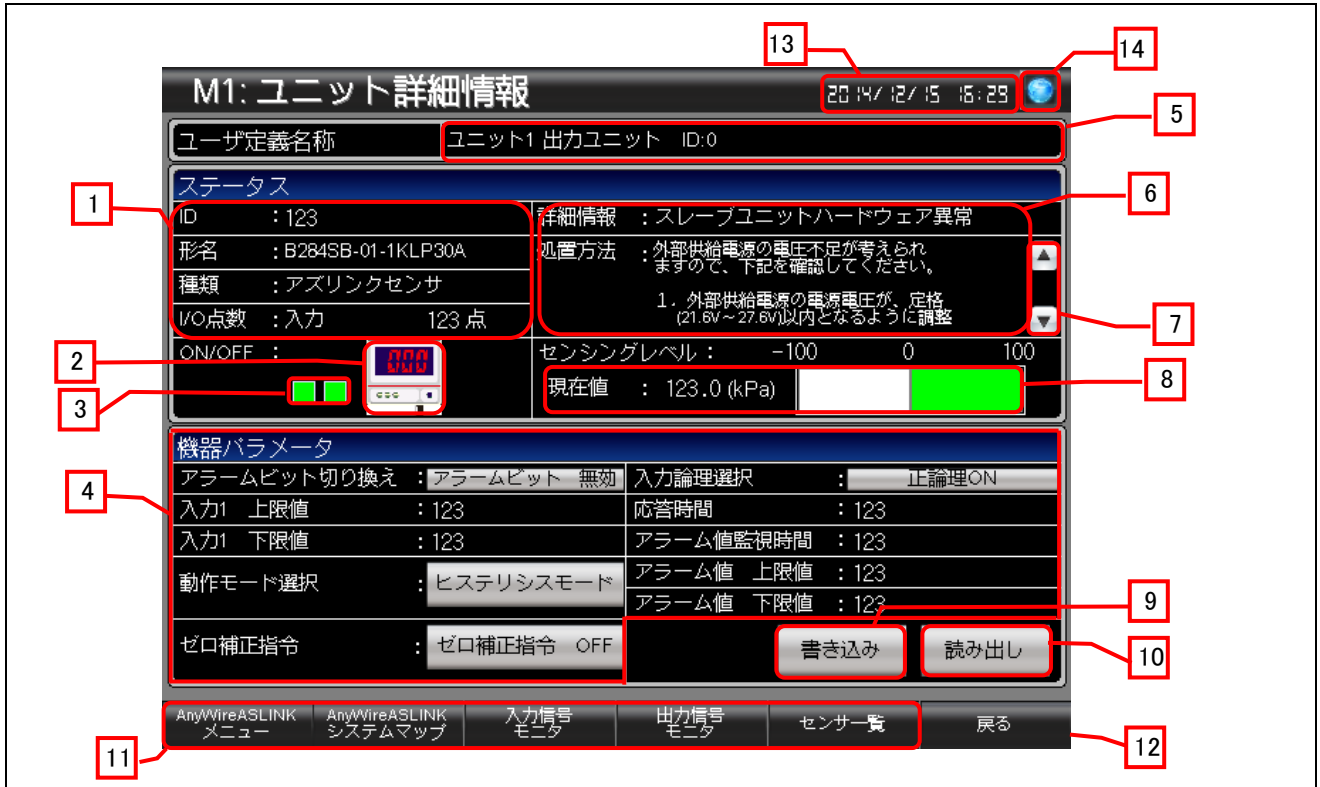 13
14
M1: ユニット詳細情報
2014/12/15 16:29
5
ユーザ定義名称
ユニット1 出力ユニット ID:0
ステータス
1
6
ID :123
詳細情報 :スレーブユニットハードウェア異常
形名 :B284SB-01-1KLP30A
処置方法 :外部供給電源の電圧不足が考えられ
ますので、下記を確認してください。
種類 :アズリンクセンサ
1. 外部供給電源の電源電圧が、定格
(21.6V~27.6V)以内となるように調整
I/O点数 :入力 123 点
7
ON/OFF :
2
000
センシングレベル: -100 0 100
3
現在値 : 123.0 (kPa)
8
機器パラメータ
4
アラームビット切り換え :アラームビット 無効
入力論理選択 : 正論理ON
入力1 上限値 :123
応答時間 :123
入力1 下限値 :123
アラーム値監視時間 :123
動作モード選択 :ヒステリシスモード
アラーム値 上限値 :123
アラーム値 下限値 :123
9
ゼロ補正指令 : ゼロ補正指令 OFF
書き込み
読み出し
10
AnyWireASLINK
メニュー
AnyWireASLINK
システムマップ
入力信号
モニタ
出力信号
モニタ
センサ一覧
戻る
11
12